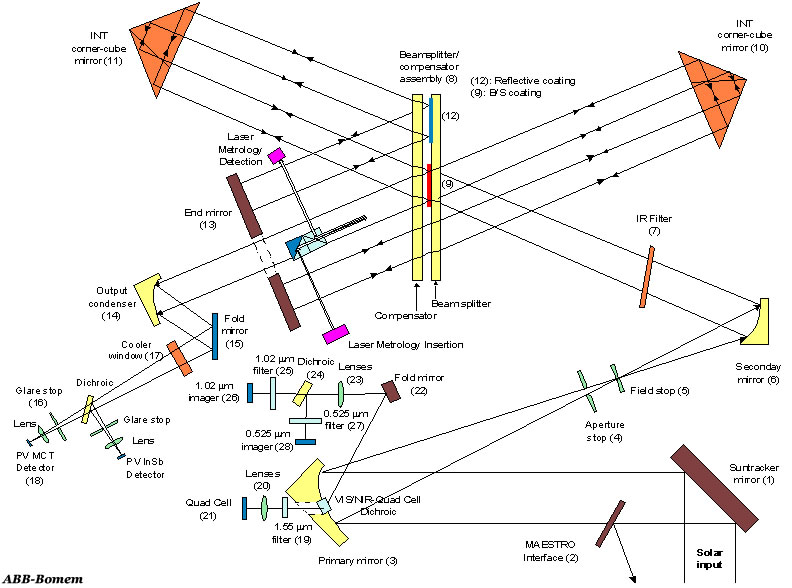 INT
corner-cube
mirror (11)
INT
corner-cube
mirror (10)
Beamsplitter/
compensator
assembly (8)
(12): Reflective coating
(9): B/S coating
(12)
(9)
Laser
Metrology
Detection
End mirror
(13)
IR Filter
(7)
Output
condenser
(14)
Fold
mirror
(15)
Compensator
Beamsplitter
Laser Metrology Insertion
Cooler
window (17)
Seconday
mirror (6)
Field stop (5)
Aperture
stop (4)
1.02 µm
filter (25)
Dichroic
(24)
Lenses
(23)
Fold mirror
(22)
1.02 µm
imager (26)
0.525 µm
filter (27)
0.525 µm
imager (28)
Glare stop
(16)
Dichroic
Lens
Glare stop
Lens
PV MCT
Detector
(18)
PV InSb
Detector
Lenses
(20)
Quad Cell
(21)
1.55 µm
filter (19)
VIS/NIR-Quad Cell
Dichroic
Primary mirror (3)
Suntracker
mirror (1)
MAESTRO
Interface (2)
Solar
input
ABB-Bomem